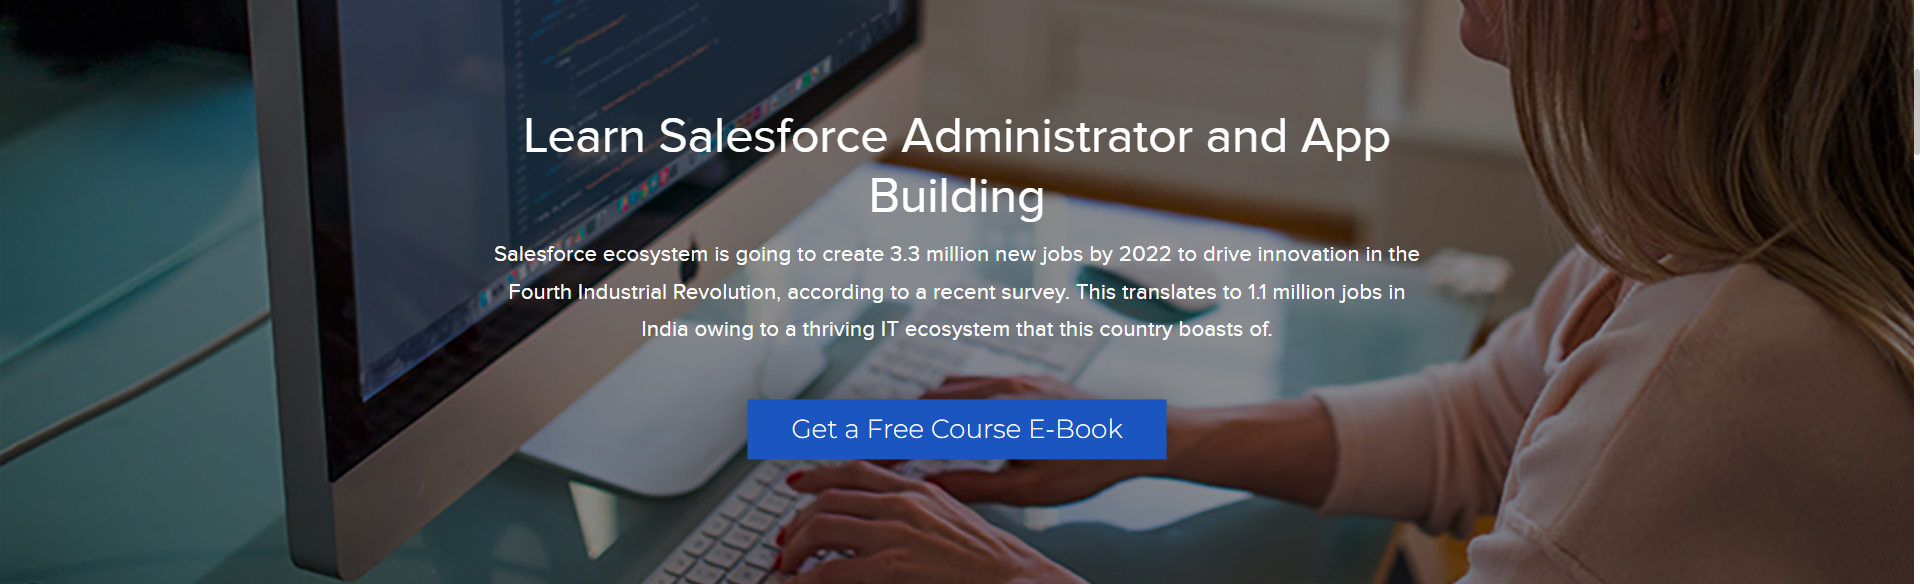 Learn Salesforce Administrator and App
Building
Salesforce ecosystem is going to create 3.3 million new jobs by 2022 to drive innovation in the
Fourth Industrial Revolution, according to a recent survey. This translates to 1.1 million jobs in
India owing to a thriving IT ecosystem that this country boasts of.
Get a Free Course E-Book